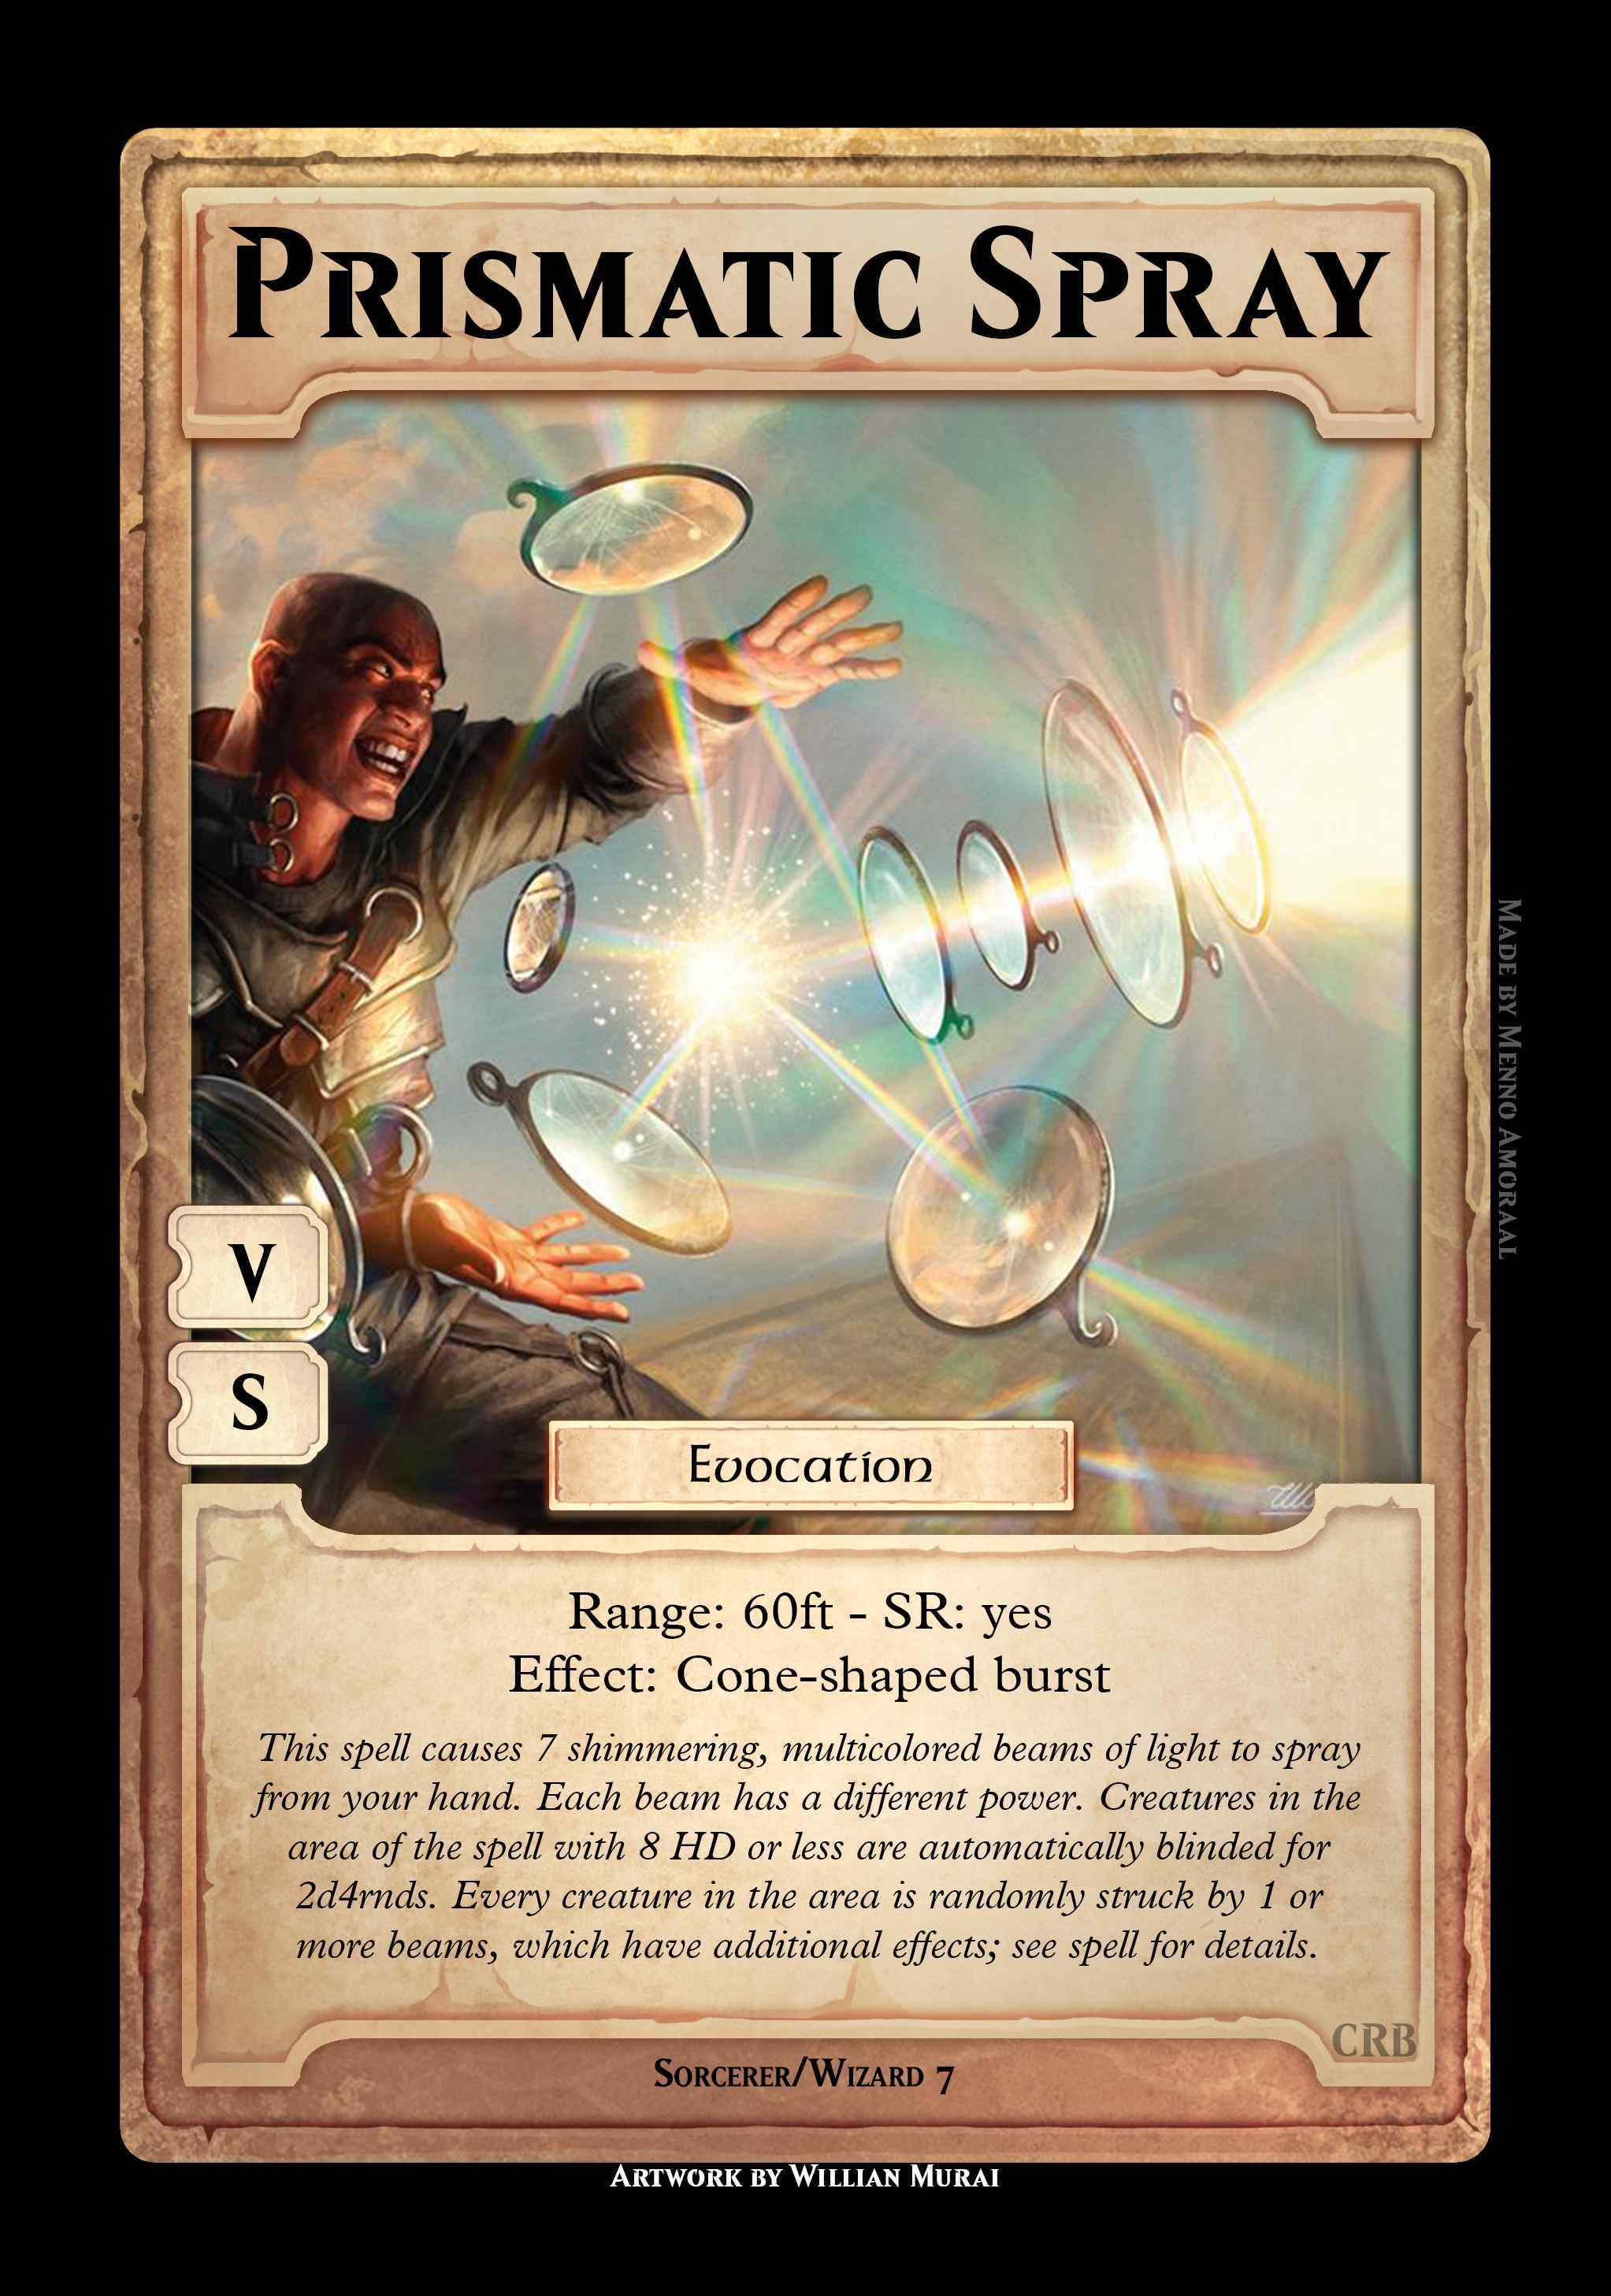 Prismatic Spray
V
S
Evocation
Range: 60ft - SR: yes
Effect: Cone-shaped burst
This spell causes 7 shimmering, multicolored beams of light to spray
from your hand. Each beam has a different power. Creatures in the
area of the spell with 8 HD or less are automatically blinded for
2d4rnds. Every creature in the area is randomly struck by 1 or
more beams, which have additional effects; see spell for details.
CRB
Sorcerer/Wizard 7
Artwork by Willian Murai
Made by Menno Amoraal